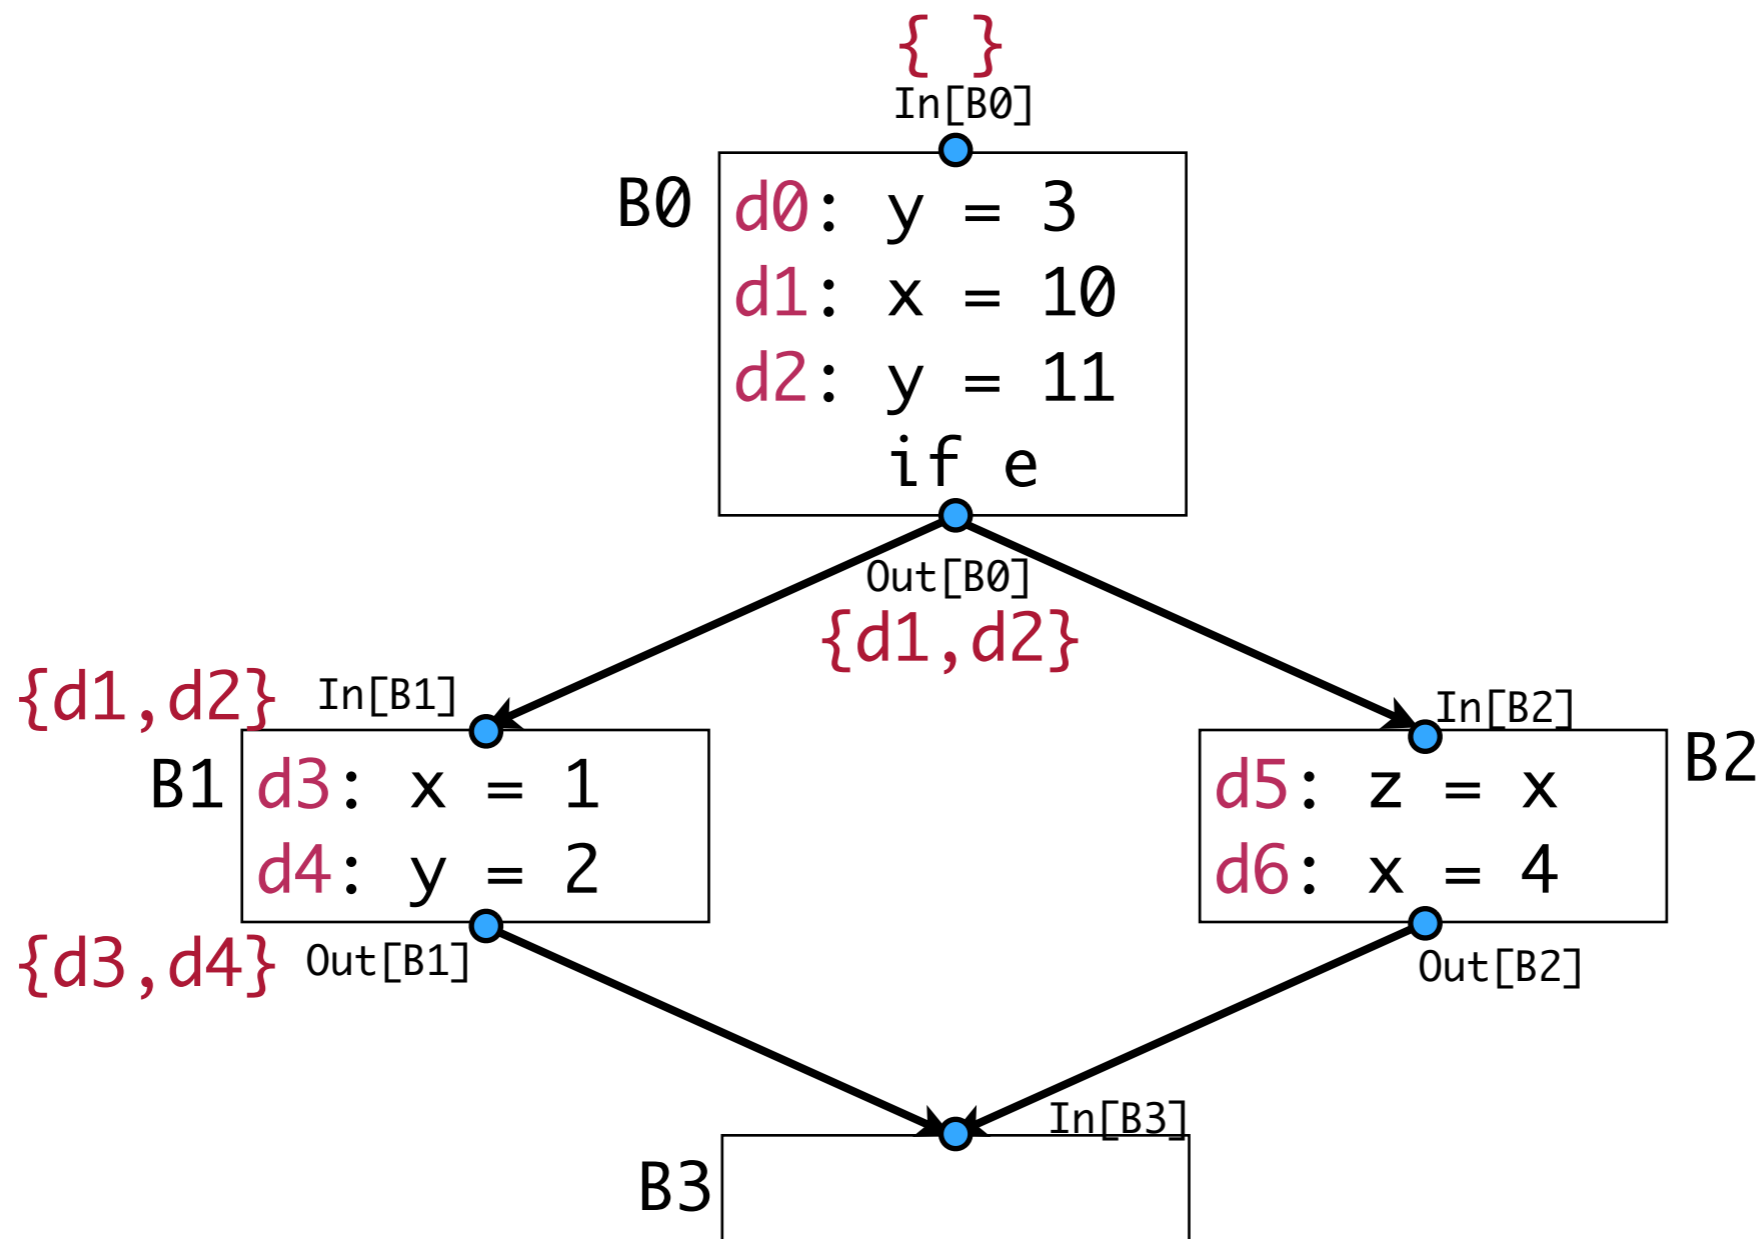 { }
In[B0]
B0
d0: y = 3
d1: x = 10
d2: y = 11
if e
Out[B0]
{d1,d2}
{d1,d2} In[B1]
B1
d3: x = 1
d4: y = 2
{d3,d4} Out[B1]
In[B2]
B2
d5: z = x
d6: x = 4
Out[B2]
In[B3]
B3